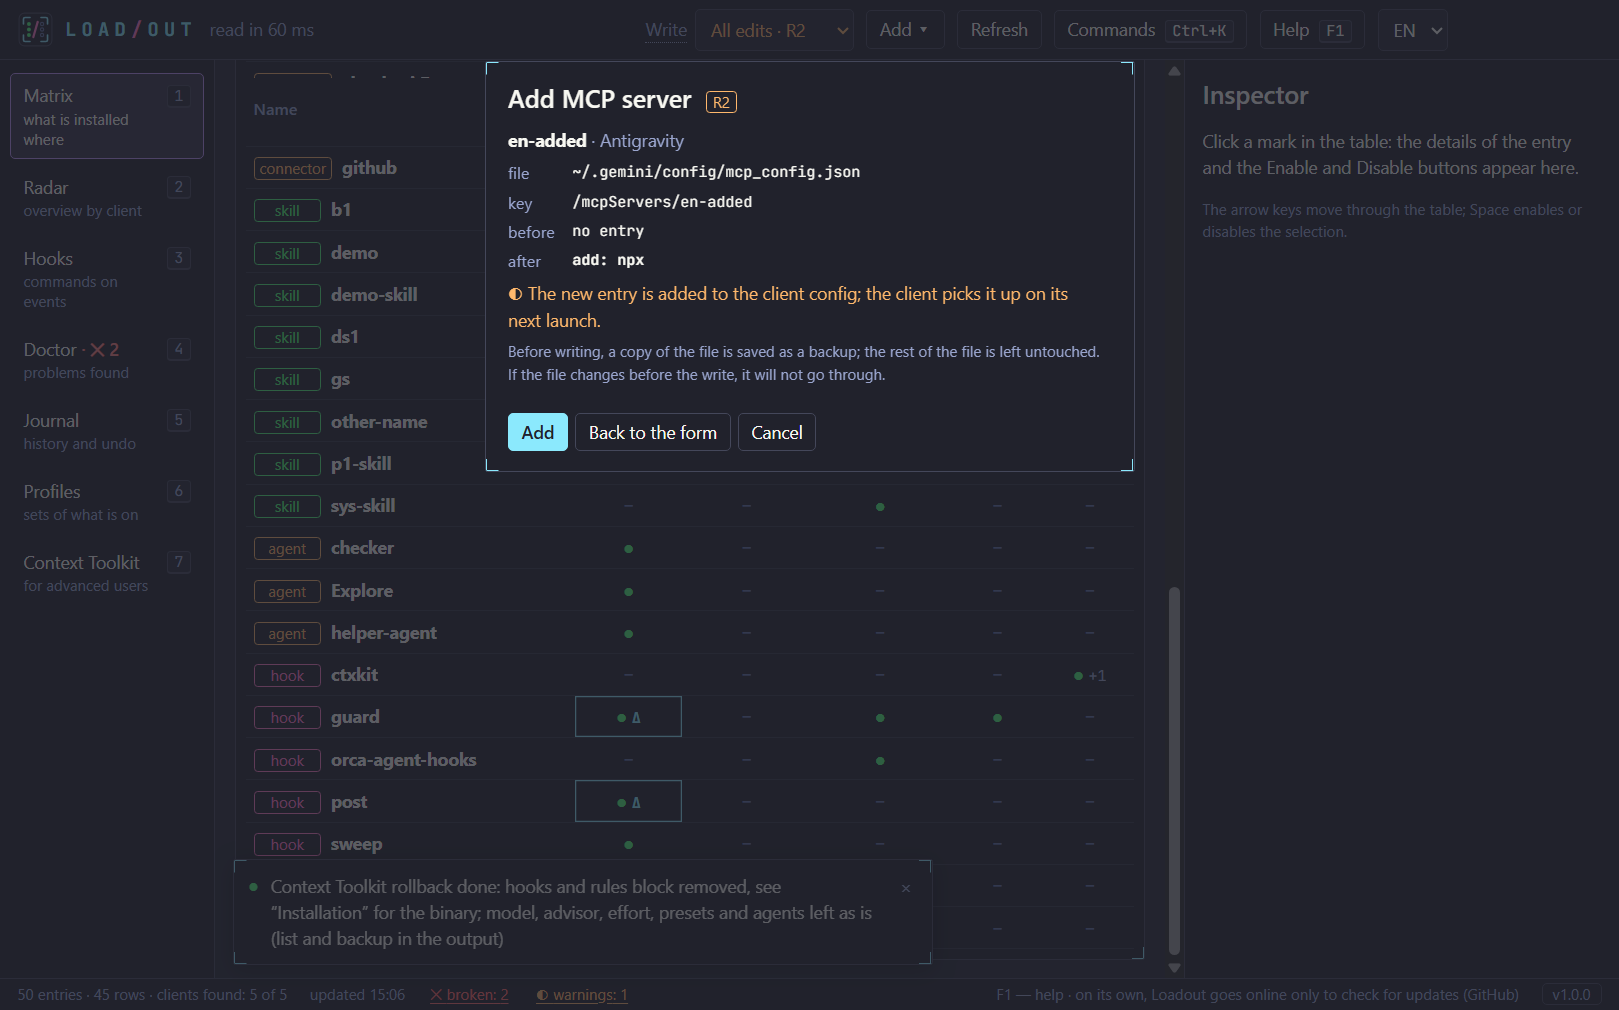 LOAD/OUT read in 60 ms Write All edits · R2 Add ▾ Refresh Commands Ctrl+K Help F1 EN
Matrix 1
what is installed
where
Radar 2
overview by client
Hooks 3
commands on
events
Doctor · ✕ 2 4
problems found
Journal 5
history and undo
Profiles 6
sets of what is on
Context Toolkit 7
for advanced users
Name
connector github
skill b1
skill demo
skill demo-skill
skill ds1
skill gs
skill other-name
skill p1-skill
skill sys-skill – – ● – –
agent checker ● – – – –
agent Explore ● – – – –
agent helper-agent ● – – – –
hook ctxkit – – – – ● +1
hook guard ● Δ – ● ● –
hook orca-agent-hooks – – ● – –
hook post ● Δ – – – –
hook sweep ● – – – –
Add MCP server R2
en-added · Antigravity
file ~/.gemini/config/mcp_config.json
key /mcpServers/en-added
before no entry
after add: npx
◐ The new entry is added to the client config; the client picks it up on its
next launch.
Before writing, a copy of the file is saved as a backup; the rest of the file is left untouched.
If the file changes before the write, it will not go through.
Add Back to the form Cancel
● Context Toolkit rollback done: hooks and rules block removed, see ×
“Installation” for the binary; model, advisor, effort, presets and agents left as is
(list and backup in the output)
Inspector
Click a mark in the table: the details of the entry
and the Enable and Disable buttons appear here.
The arrow keys move through the table; Space enables or
disables the selection.
50 entries · 45 rows · clients found: 5 of 5 updated 15:06 ✕ broken: 2 ◐ warnings: 1 F1 — help · on its own, Loadout goes online only to check for updates (GitHub) v1.0.0